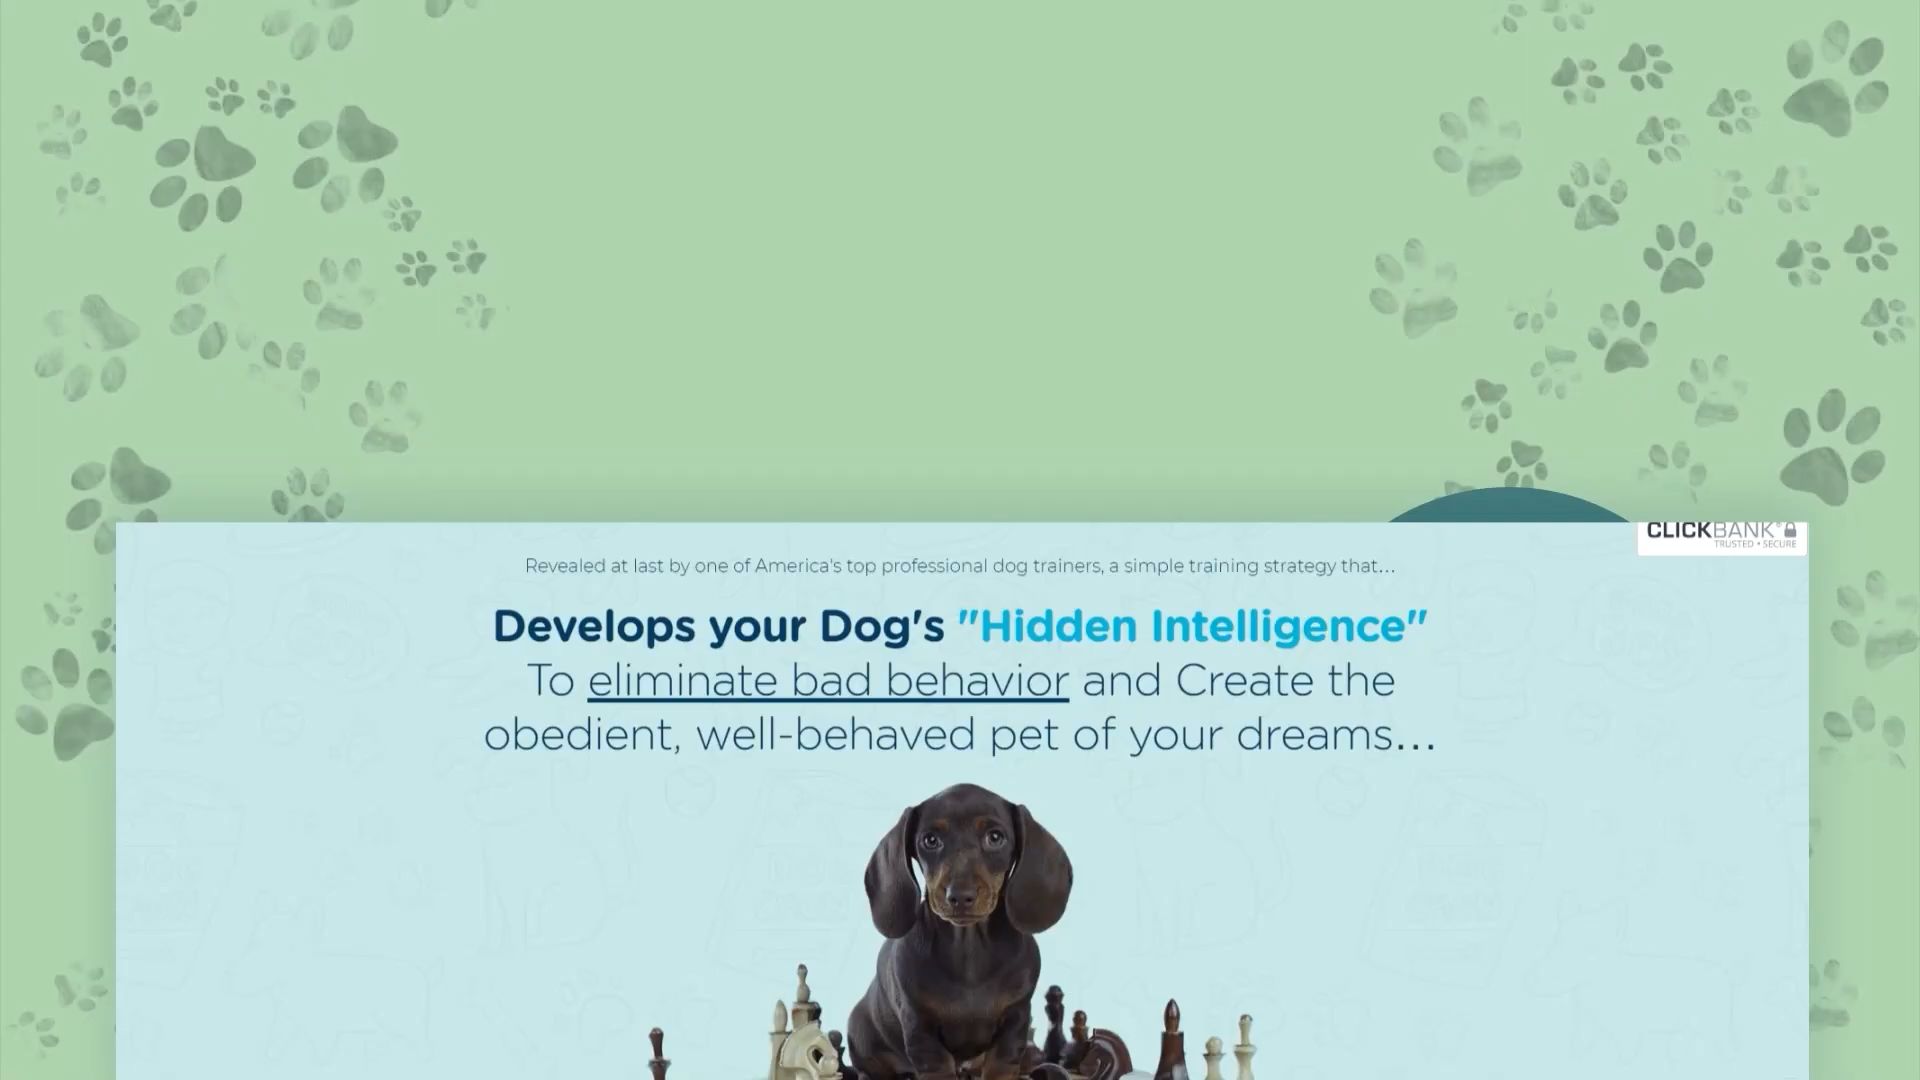 CLICKBANK®
TRUSTED • SECURE
Revealed at last by one of America's top professional dog trainers, a simple training strategy that...
Develops your Dog's "Hidden Intelligence"
To eliminate bad behavior and Create the
obedient, well-behaved pet of your dreams...